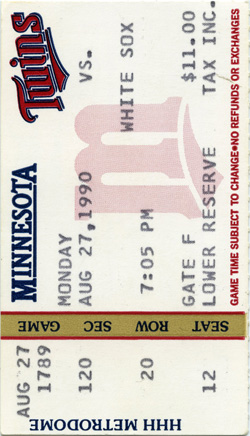 MINNESOTA Twins
MONDAY VS.
AUG 27, 1990
7:05 PM WHITE SOX
GATE F $11.00
LOWER RESERVE TAX INC.
GAME TIME SUBJECT TO CHANGE•NO REFUNDS OR EXCHANGES
GAME SEC ROW SEAT
AUG 27
1789 120 20 12
HHH METRODOME